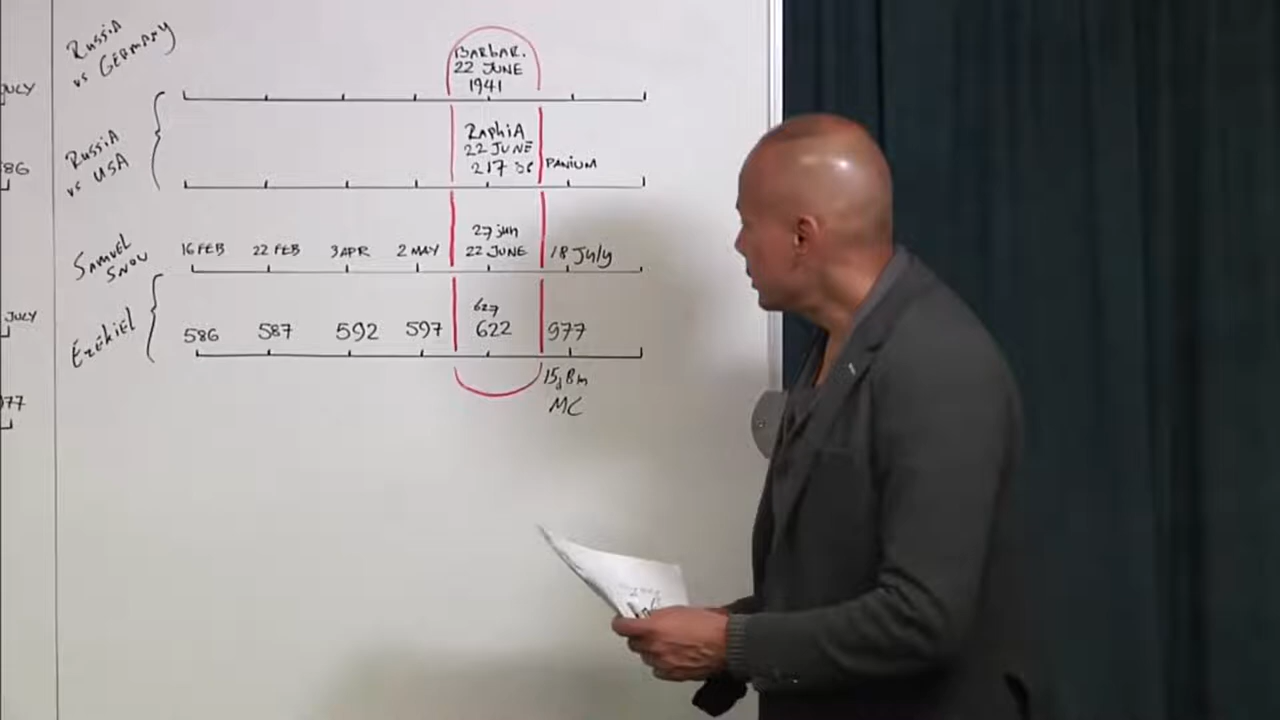 Russia
vs GERMANY
BARBAR.
22 JUNE
1941
JULY
Russia
vs USA
RaphiA
22 JUNE
217 BC
PANIUM
86
Samuel
Snow
16 FEB 22 FEB 3 APR 2 MAY
27 jun
22 JUNE
18 July
Ezekiel
586 587 592 597
627
622
977
JULY
15,8m
MC
77